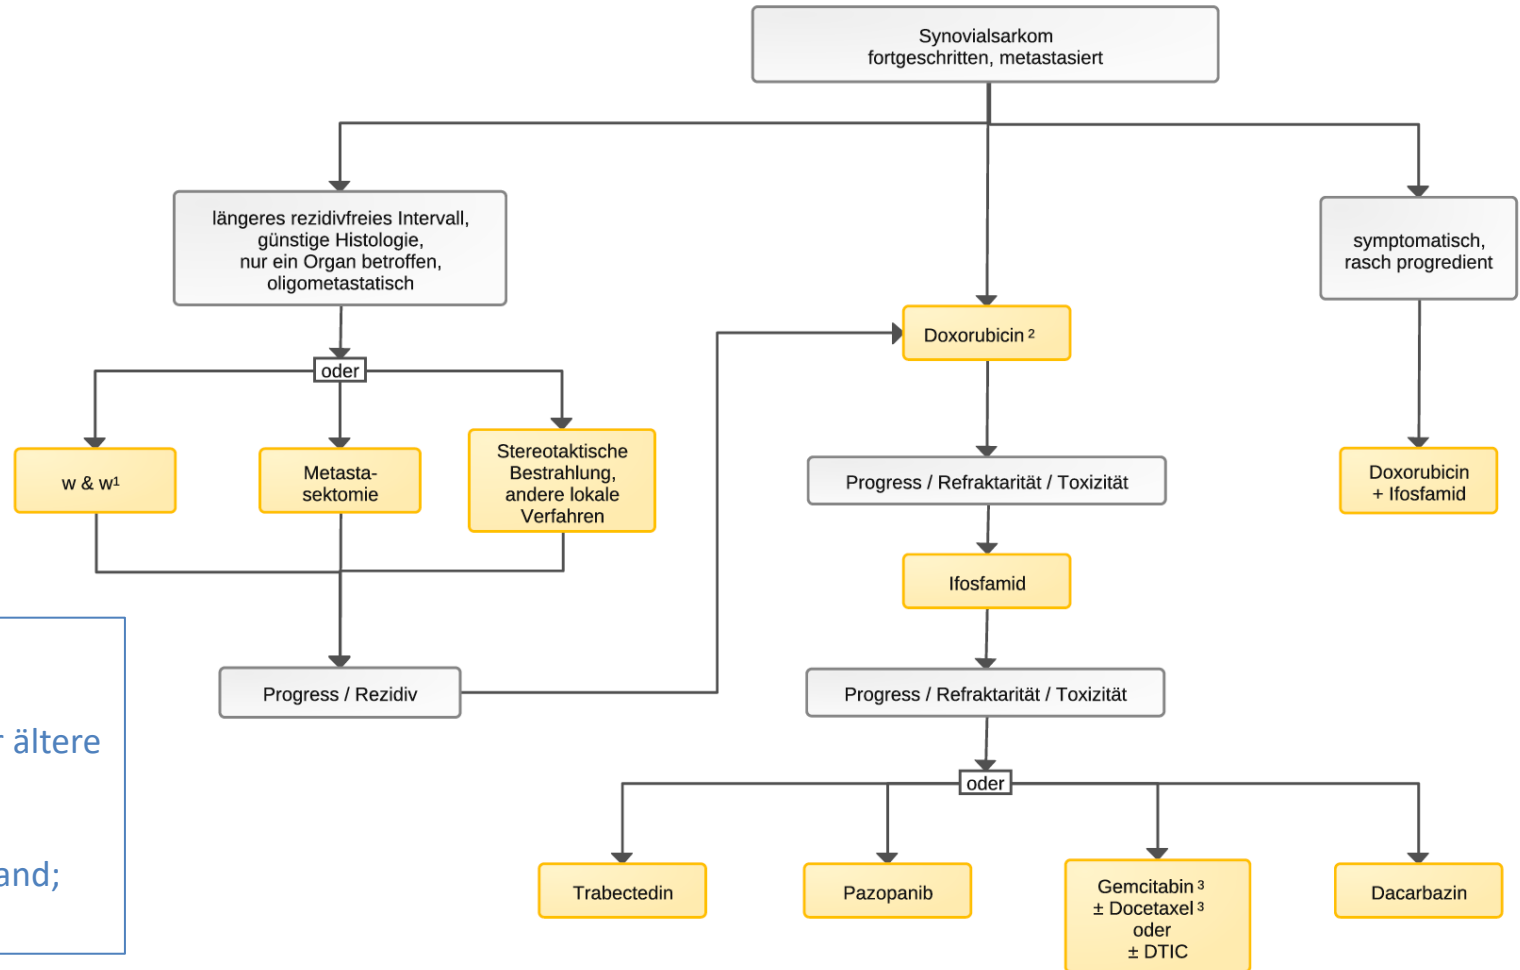 Synovialsarkom
fortgeschritten, metastasiert
längeres rezidivfreies Intervall,
günstige Histologie,
nur ein Organ betroffen,
oligometastatisch
symptomatisch,
rasch progredient
Doxorubicin ²
oder
w & w¹
Metasta-
sektomie
Stereotaktische
Bestrahlung,
andere lokale
Verfahren
Progress / Refraktarität / Toxizität
Doxorubicin
+ Ifosfamid
Ifosfamid
Progress / Rezidiv
Progress / Refraktarität / Toxizität
ältere
oder
and;
Trabectedin
Pazopanib
Gemcitabin ³
± Docetaxel ³
oder
± DTIC
Dacarbazin